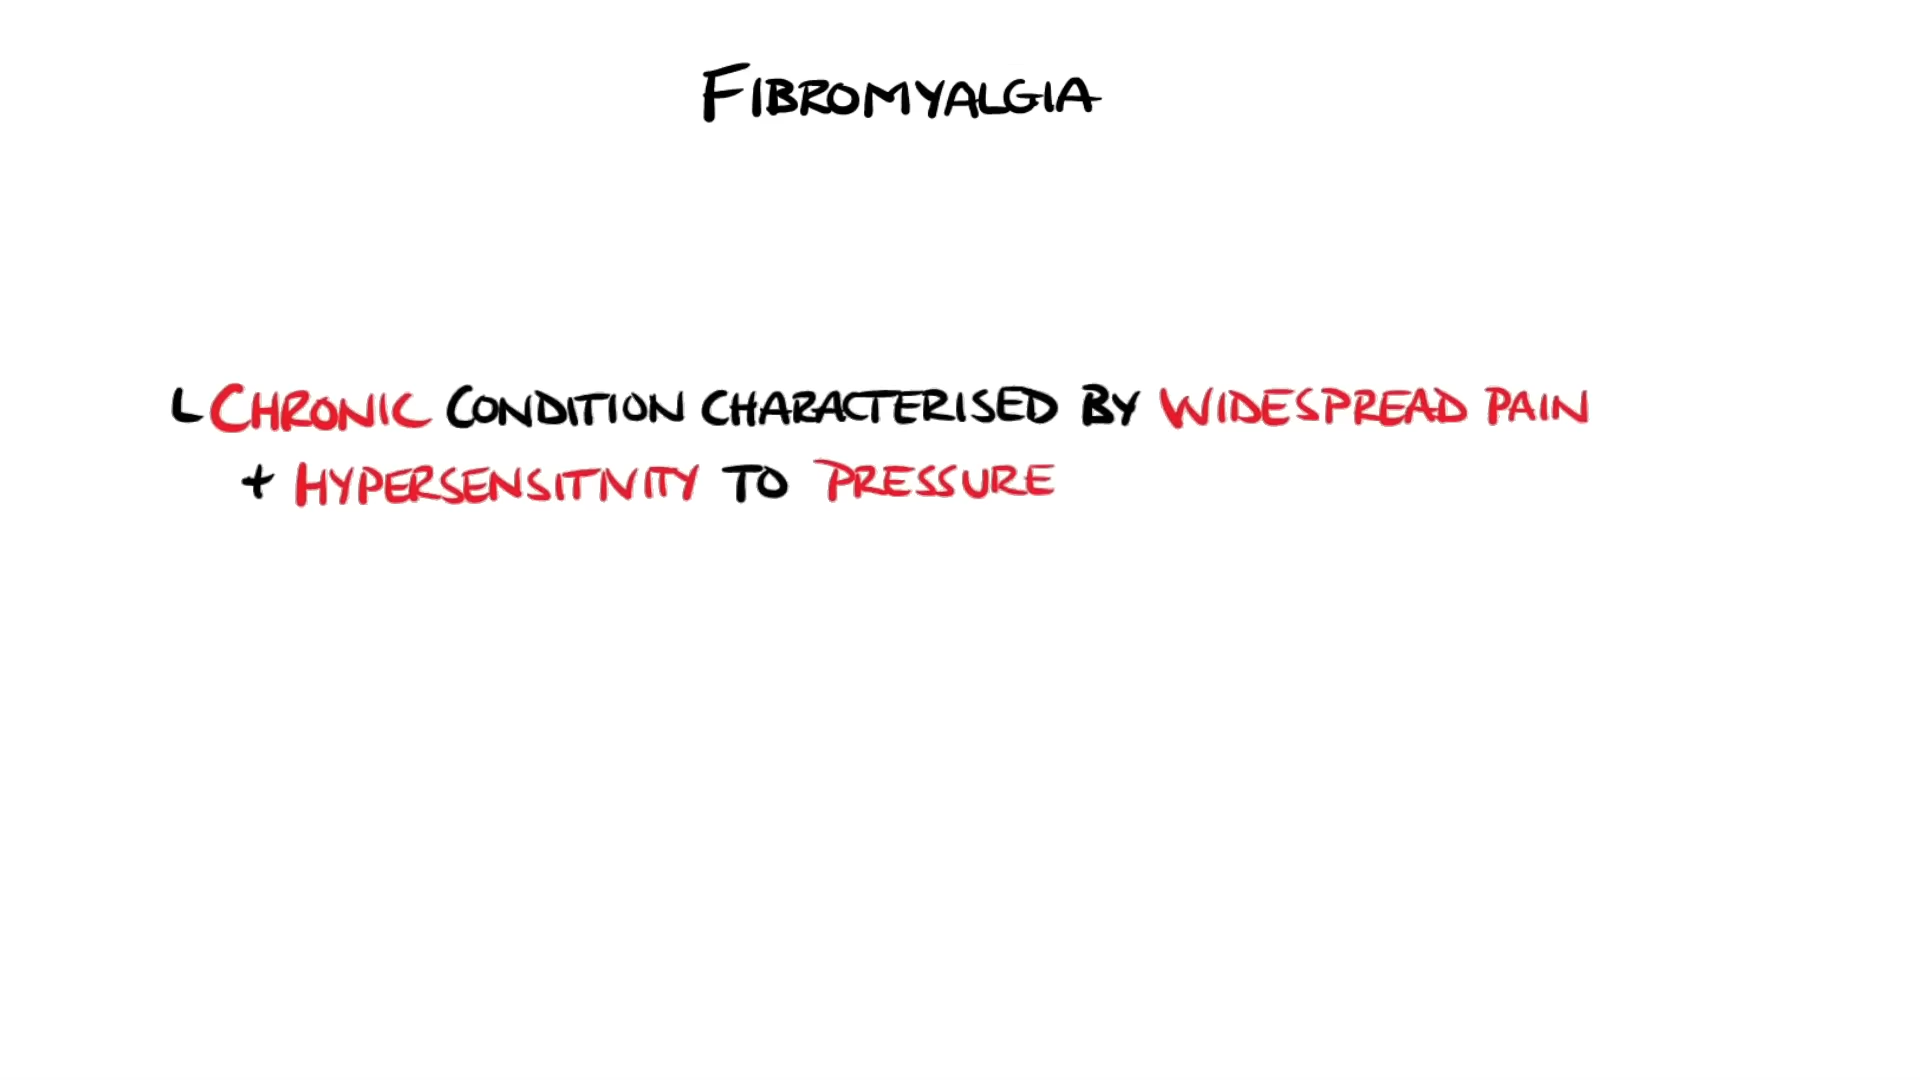 FIBROMYALGIA
CHRONIC CONDITION CHARACTERISED BY WIDESPREAD PAIN
+ HYPERSENSITIVITY TO PRESSURE